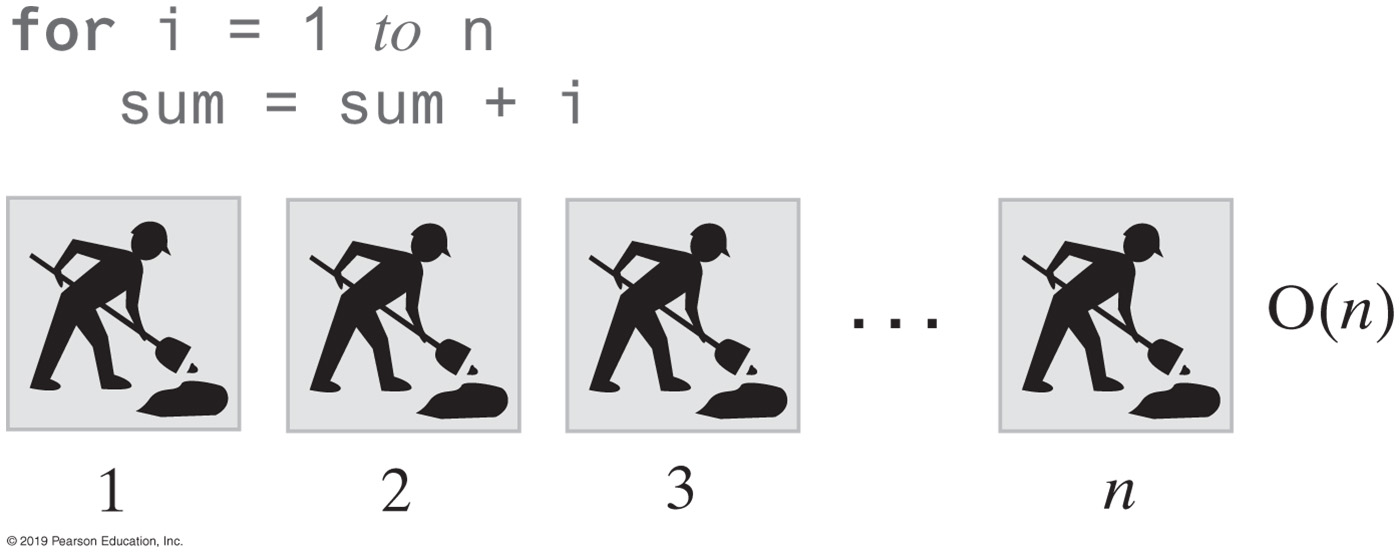 for i = 1 to n
sum = sum + i
... O(n)
1 2 3 n
© 2019 Pearson Education, Inc.